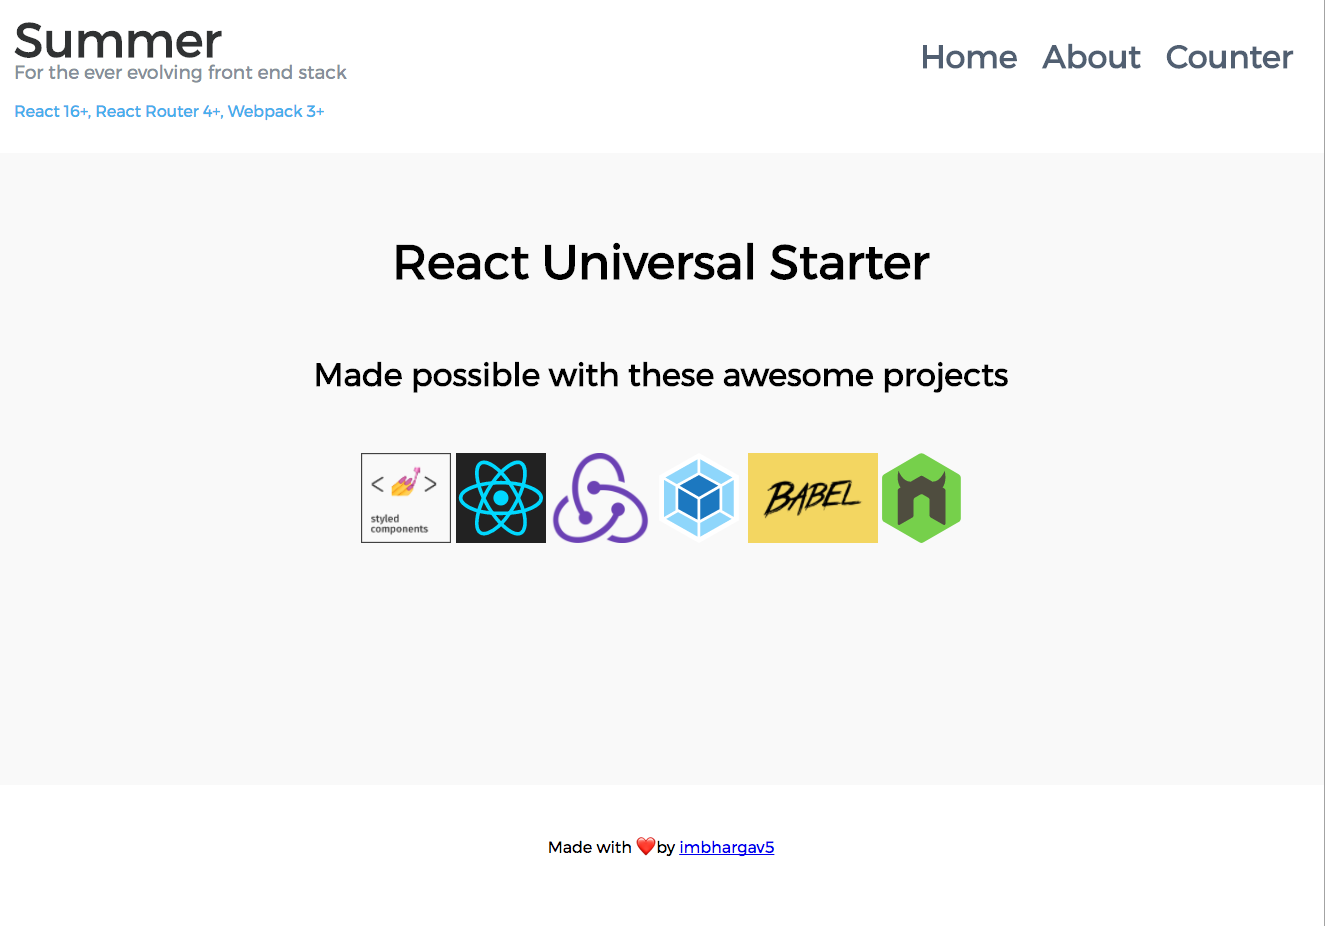 Summer
For the ever evolving front end stack
React 16+, React Router 4+, Webpack 3+
Home About Counter
React Universal Starter
Made possible with these awesome projects
< 💅 >
styled
components
BABEL
Made with ❤️by imbhargav5